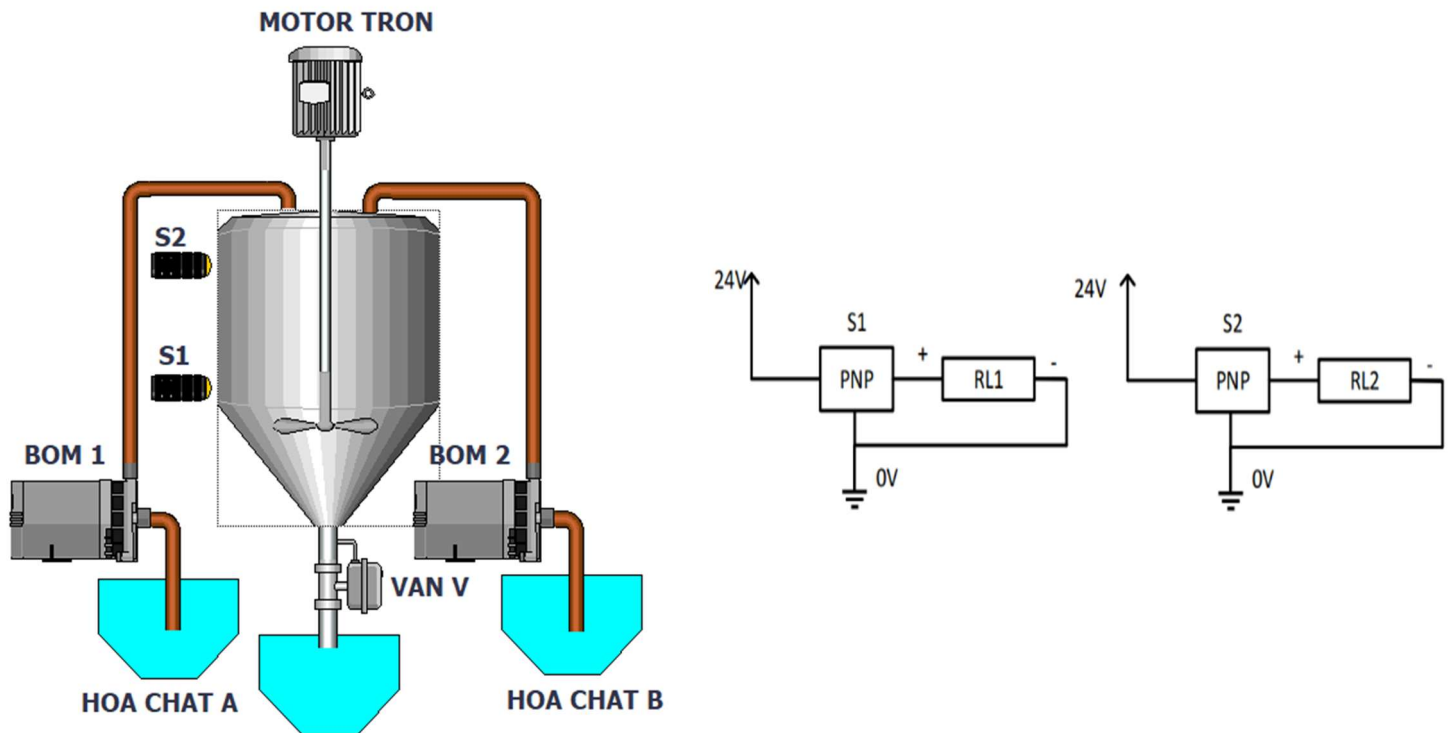 MOTOR TRON
S2
S1
BOM 1
BOM 2
VAN V
HOA CHAT A
HOA CHAT B
24V
S1
PNP
+
RL1
-
0V
24V
S2
PNP
+
RL2
-
0V